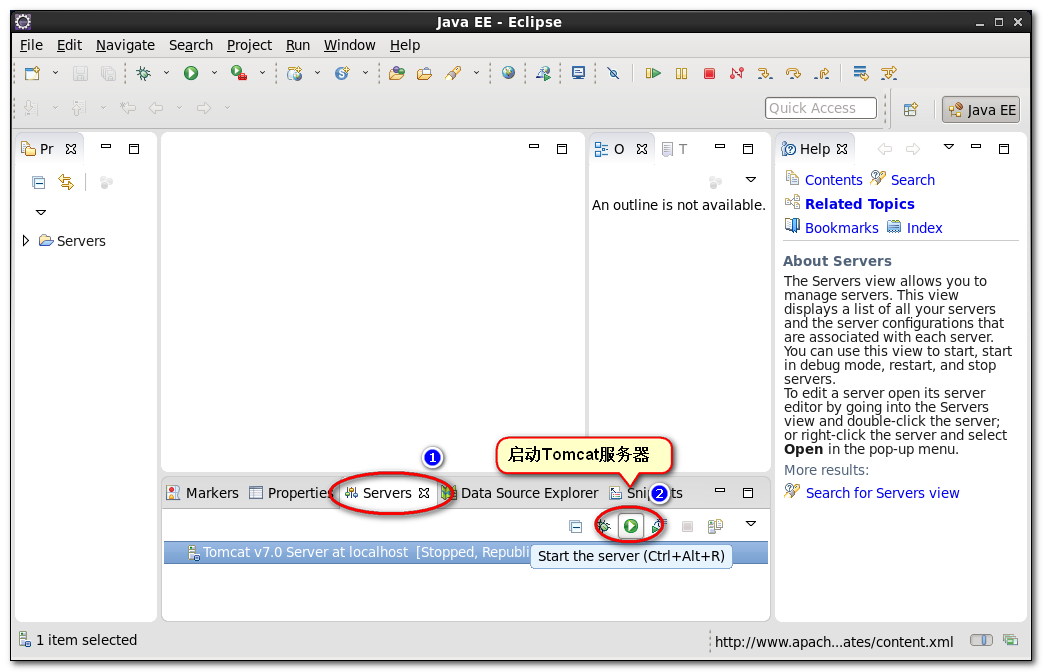 Java EE - Eclipse
File Edit Navigate Search Project Run Window Help
Quick Access
Java EE
Pr
O
T
Help
Servers
An outline is not available.
Contents Search
Related Topics
Bookmarks Index
About Servers
The Servers view allows you to
manage servers. This view
displays a list of all your servers
and the server configurations that
are associated with each server.
You can use this view to start, start
in debug mode, restart, and stop
servers.
To edit a server open its server
editor by going into the Servers
view and double-click the server;
or right-click the server and select
Open in the pop-up menu.
More results:
Search for Servers view
1
启动Tomcat服务器
Markers Properties Servers Data Source Explorer
2
Tomcat v7.0 Server at localhost [Stopped, Republi
Start the server (Ctrl+Alt+R)
1 item selected
http://www.apach...ates/content.xml